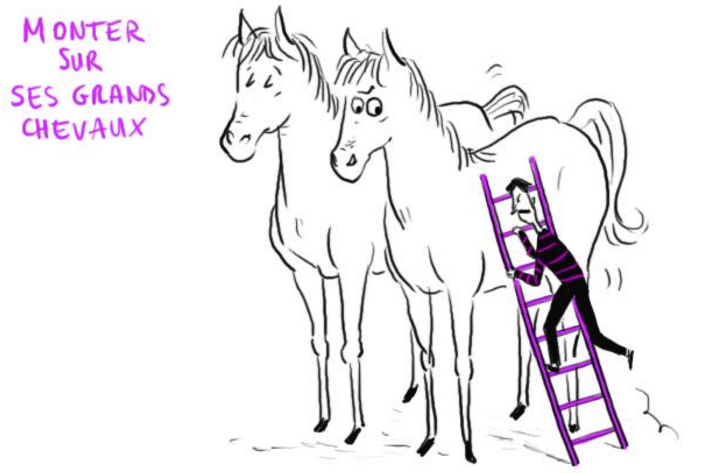 MONTER
SUR
SES GRANDS
CHEVAUX